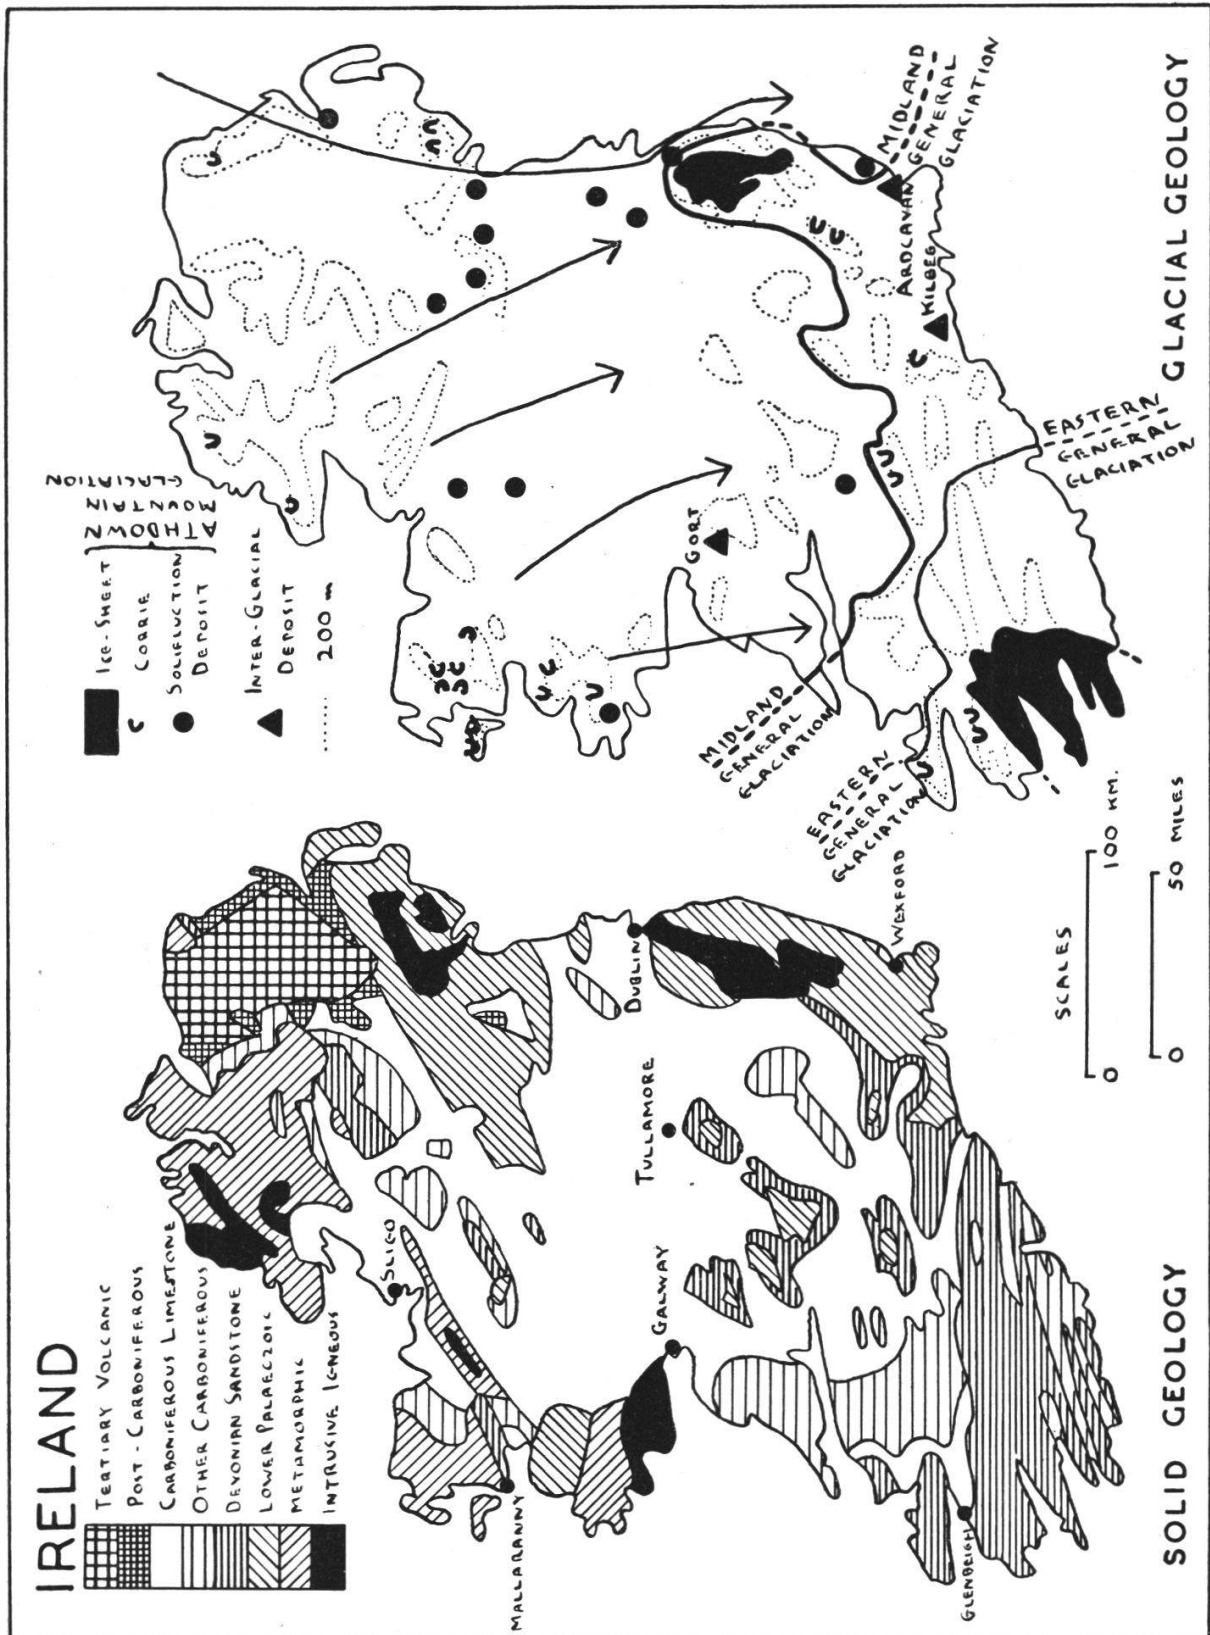 IRELAND
TERTIARY VOLCANIC
POST-CARBONIFEROUS
CARBONIFEROUS LIMESTONE
OTHER CARBONIFEROUS
DEVONIAN SANDSTONE
LOWER PALAEOZOIC
METAMORPHIC
INTRUSIVE IGNEOUS
SLIGO
MALLARANNY
GALWAY
TULLAMORE
DUBLIN
WEXFORD
GLENBEIGH
SCALES
0 100 KM.
0 50 MILES
SOLID GEOLOGY
ICE-SHEET
CORRIE
SOLIFLUCTION
DEPOSIT
ATHDOWN
MOUNTAIN
GLACIATION
INTER-GLACIAL
DEPOSIT
200 m
GORT
MIDLAND
GENERAL
GLACIATION
EASTERN
GENERAL
GLACIATION
ARDCAVAN
KILBEG
MIDLAND
GENERAL
GLACIATION
EASTERN
GENERAL
GLACIATION
GLACIAL GEOLOGY